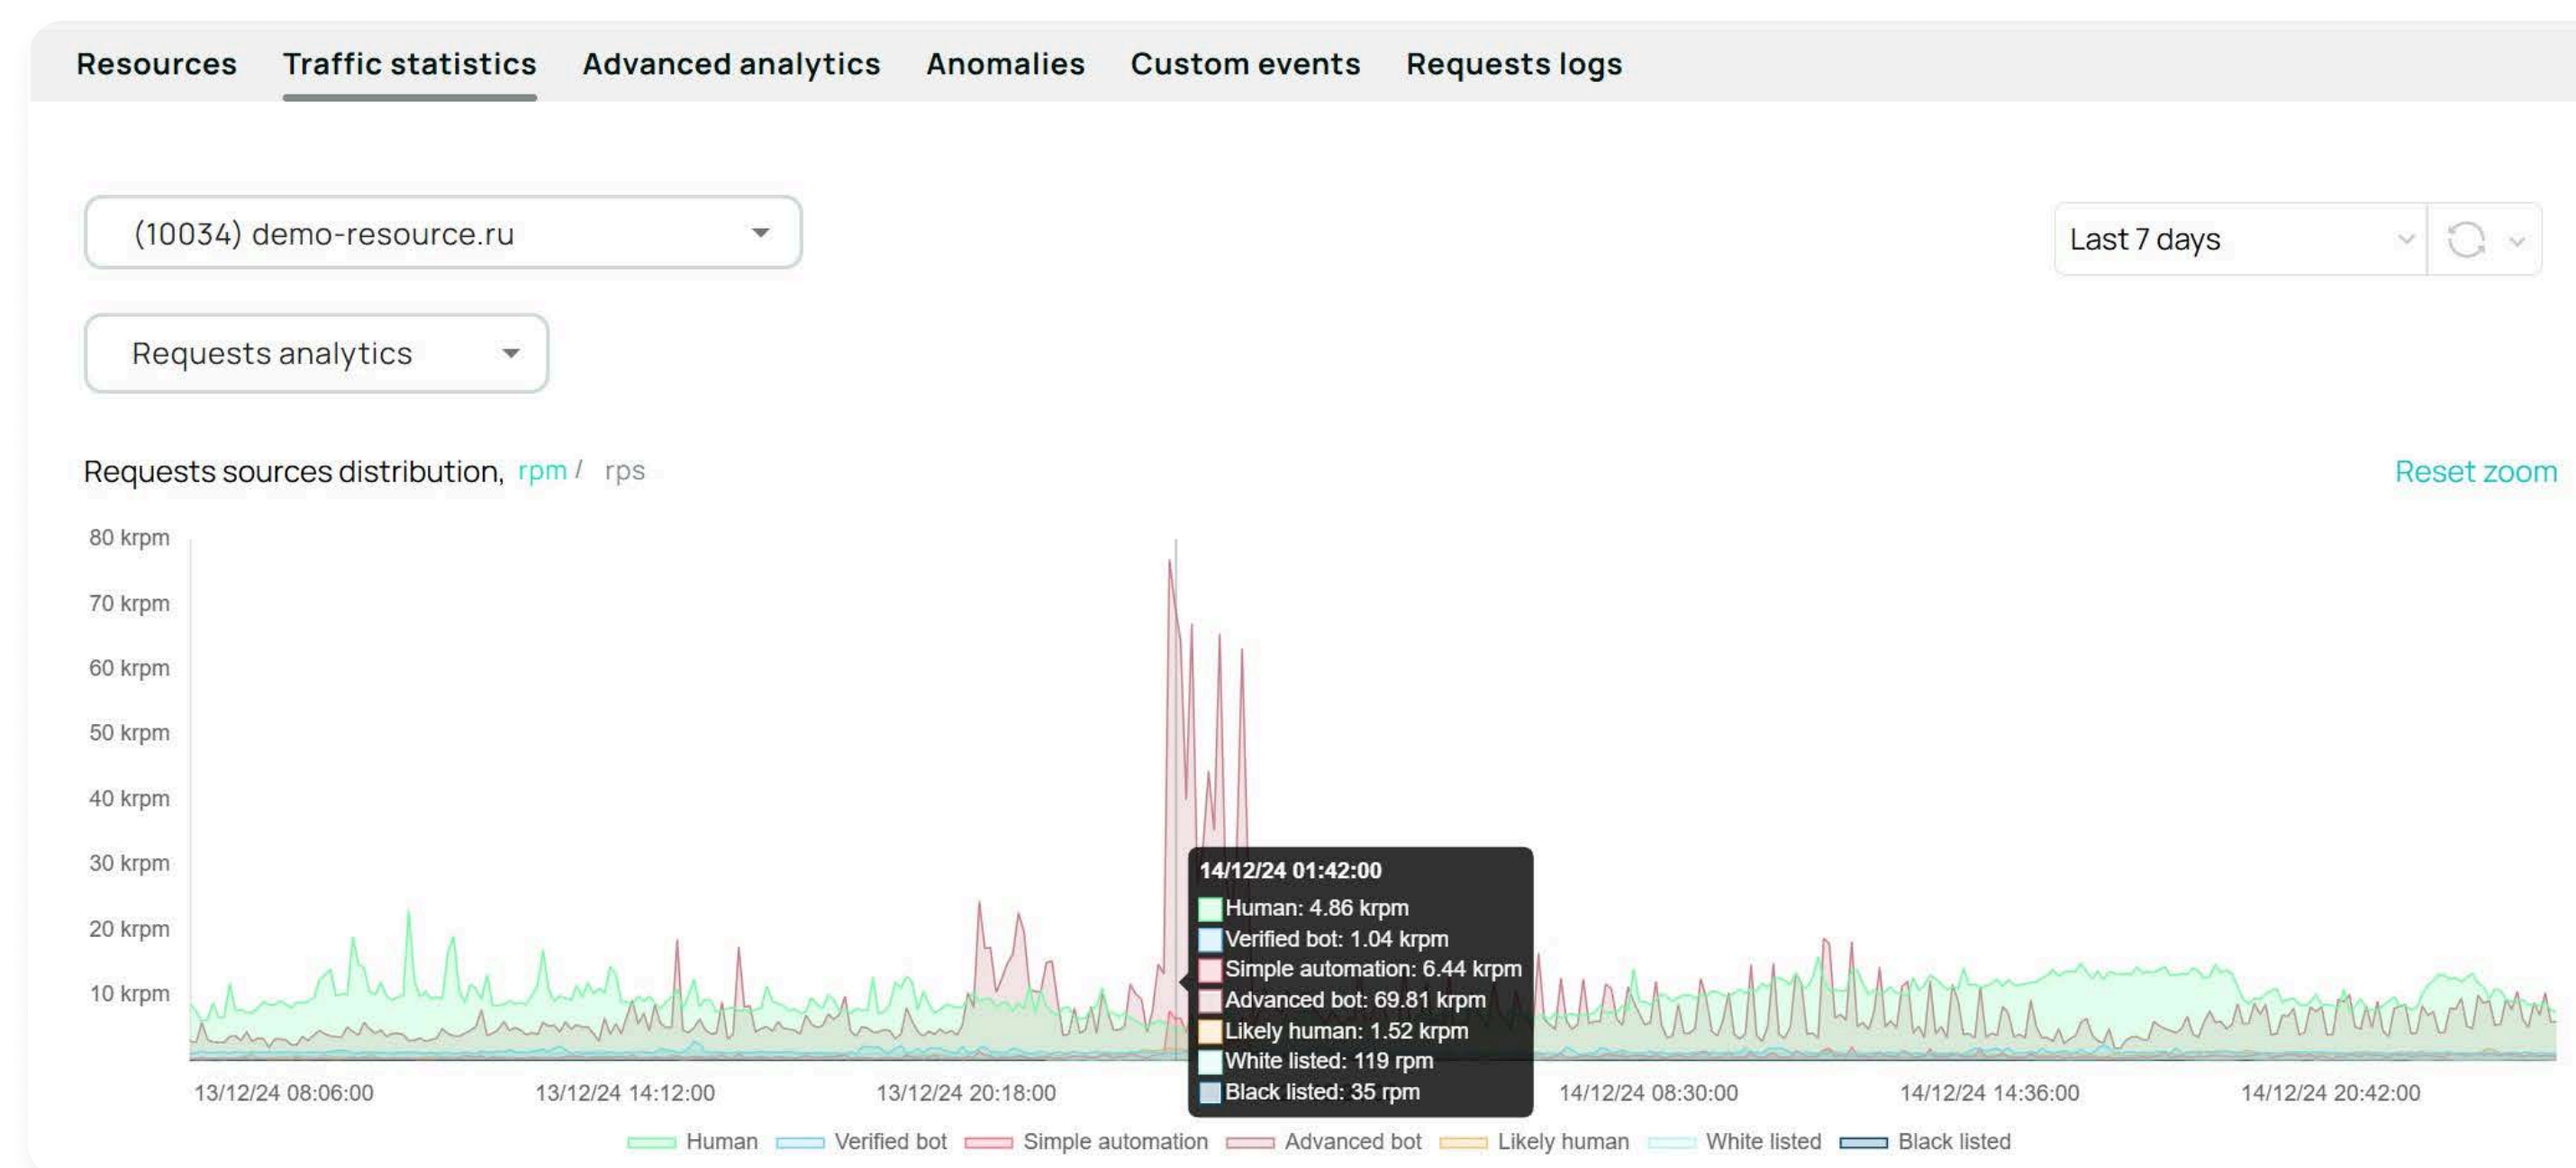 Resources Traffic statistics Advanced analytics Anomalies Custom events Requests logs
(10034) demo-resource.ru
Last 7 days
Requests analytics
Requests sources distribution, rpm / rps
Reset zoom
80 krpm
70 krpm
60 krpm
50 krpm
40 krpm
30 krpm
20 krpm
10 krpm
14/12/24 01:42:00
Human: 4.86 krpm
Verified bot: 1.04 krpm
Simple automation: 6.44 krpm
Advanced bot: 69.81 krpm
Likely human: 1.52 krpm
White listed: 119 rpm
Black listed: 35 rpm
13/12/24 08:06:00 13/12/24 14:12:00 13/12/24 20:18:00 14/12/24 08:30:00 14/12/24 14:36:00 14/12/24 20:42:00
Human Verified bot Simple automation Advanced bot Likely human White listed Black listed